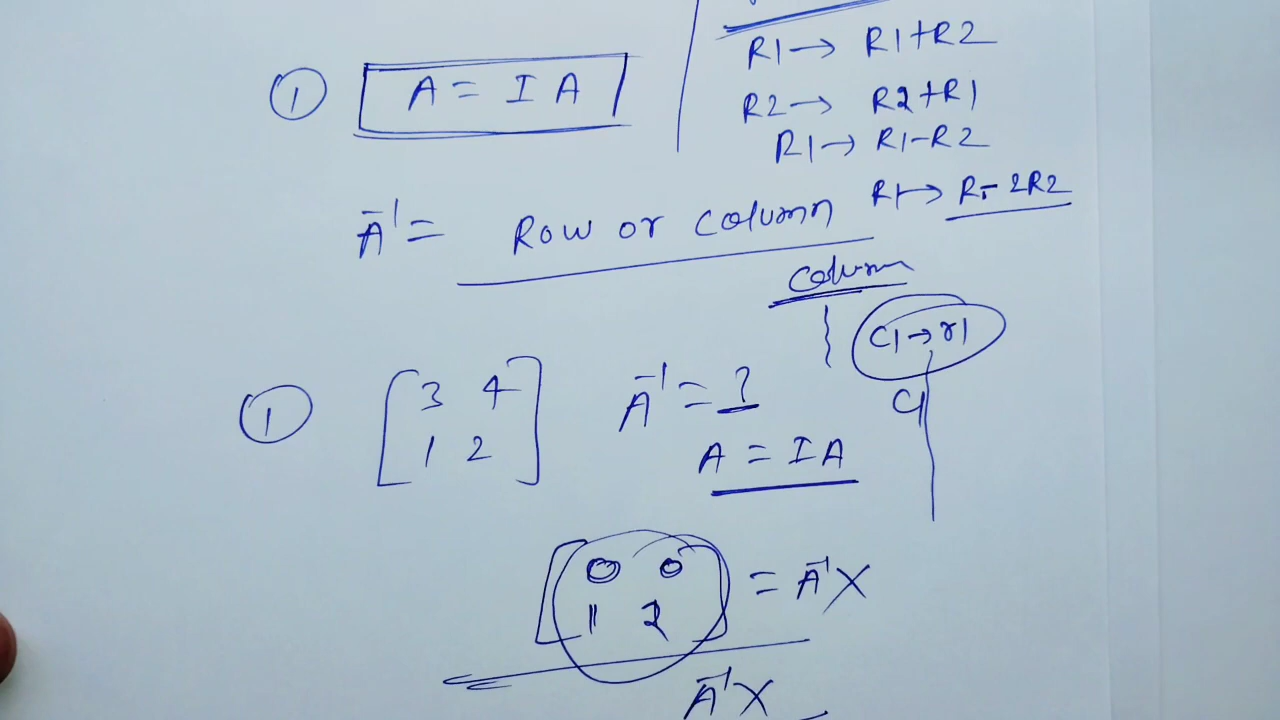 R1→ R1+R2
① A = I A
R2→ R2+R1
R1→ R1-R2
R1→ R1-2R2
A⁻¹ = Row or column
column
C1→r1
① [3 4
1 2] A⁻¹ = ?
C1
A = IA
[0 0
1 2] = A⁻¹X
A⁻¹X